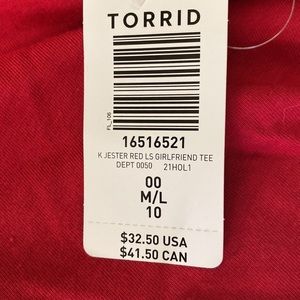 TORRID
FL_106
16516521
K JESTER RED LS GIRLFRIEND TEE
DEPT 0050 21HOL1
00
M/L
10
$32.50 USA
$41.50 CAN